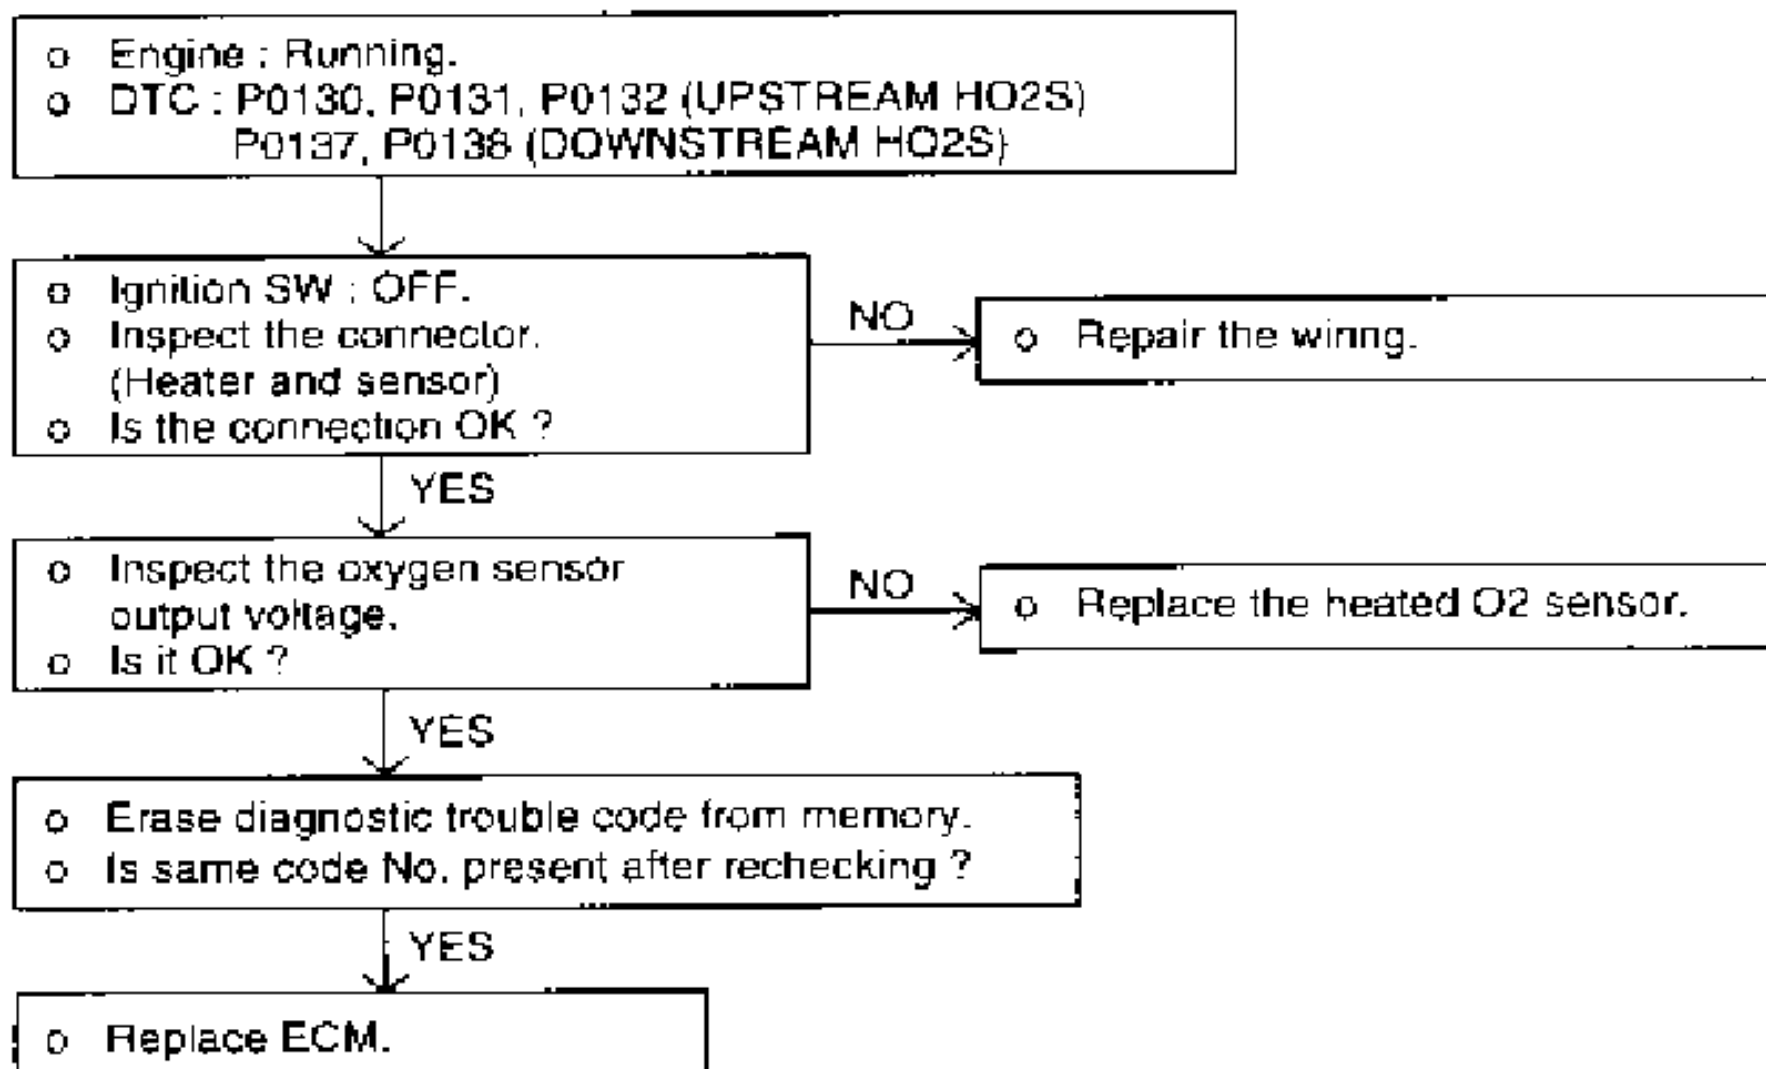 o Engine : Running.
o DTC : P0130, P0131, P0132 (UPSTREAM HO2S)
P0137, P0138 (DOWNSTREAM HO2S)
o Ignition SW : OFF.
o Inspect the connector.
(Heater and sensor)
o Is the connection OK ?
NO
o Repair the wiring.
YES
o Inspect the oxygen sensor
output voltage.
o Is it OK ?
NO
o Replace the heated O2 sensor.
YES
o Erase diagnostic trouble code from memory.
o Is same code No. present after rechecking ?
YES
o Replace ECM.